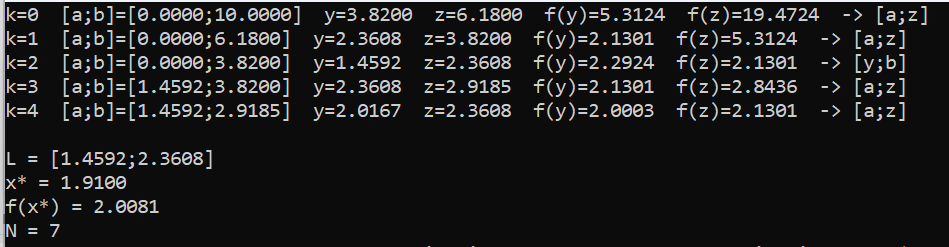 k=0  [a;b]=[0.0000;10.0000]  y=3.8200  z=6.1800  f(y)=5.3124  f(z)=19.4724  -> [a;z]
k=1  [a;b]=[0.0000;6.1800]  y=2.3608  z=3.8200  f(y)=2.1301  f(z)=5.3124  -> [a;z]
k=2  [a;b]=[0.0000;3.8200]  y=1.4592  z=2.3608  f(y)=2.2924  f(z)=2.1301  -> [y;b]
k=3  [a;b]=[1.4592;3.8200]  y=2.3608  z=2.9185  f(y)=2.1301  f(z)=2.8436  -> [a;z]
k=4  [a;b]=[1.4592;2.9185]  y=2.0167  z=2.3608  f(y)=2.0003  f(z)=2.1301  -> [a;z]
L = [1.4592;2.3608]
x* = 1.9100
f(x*) = 2.0081
N = 7